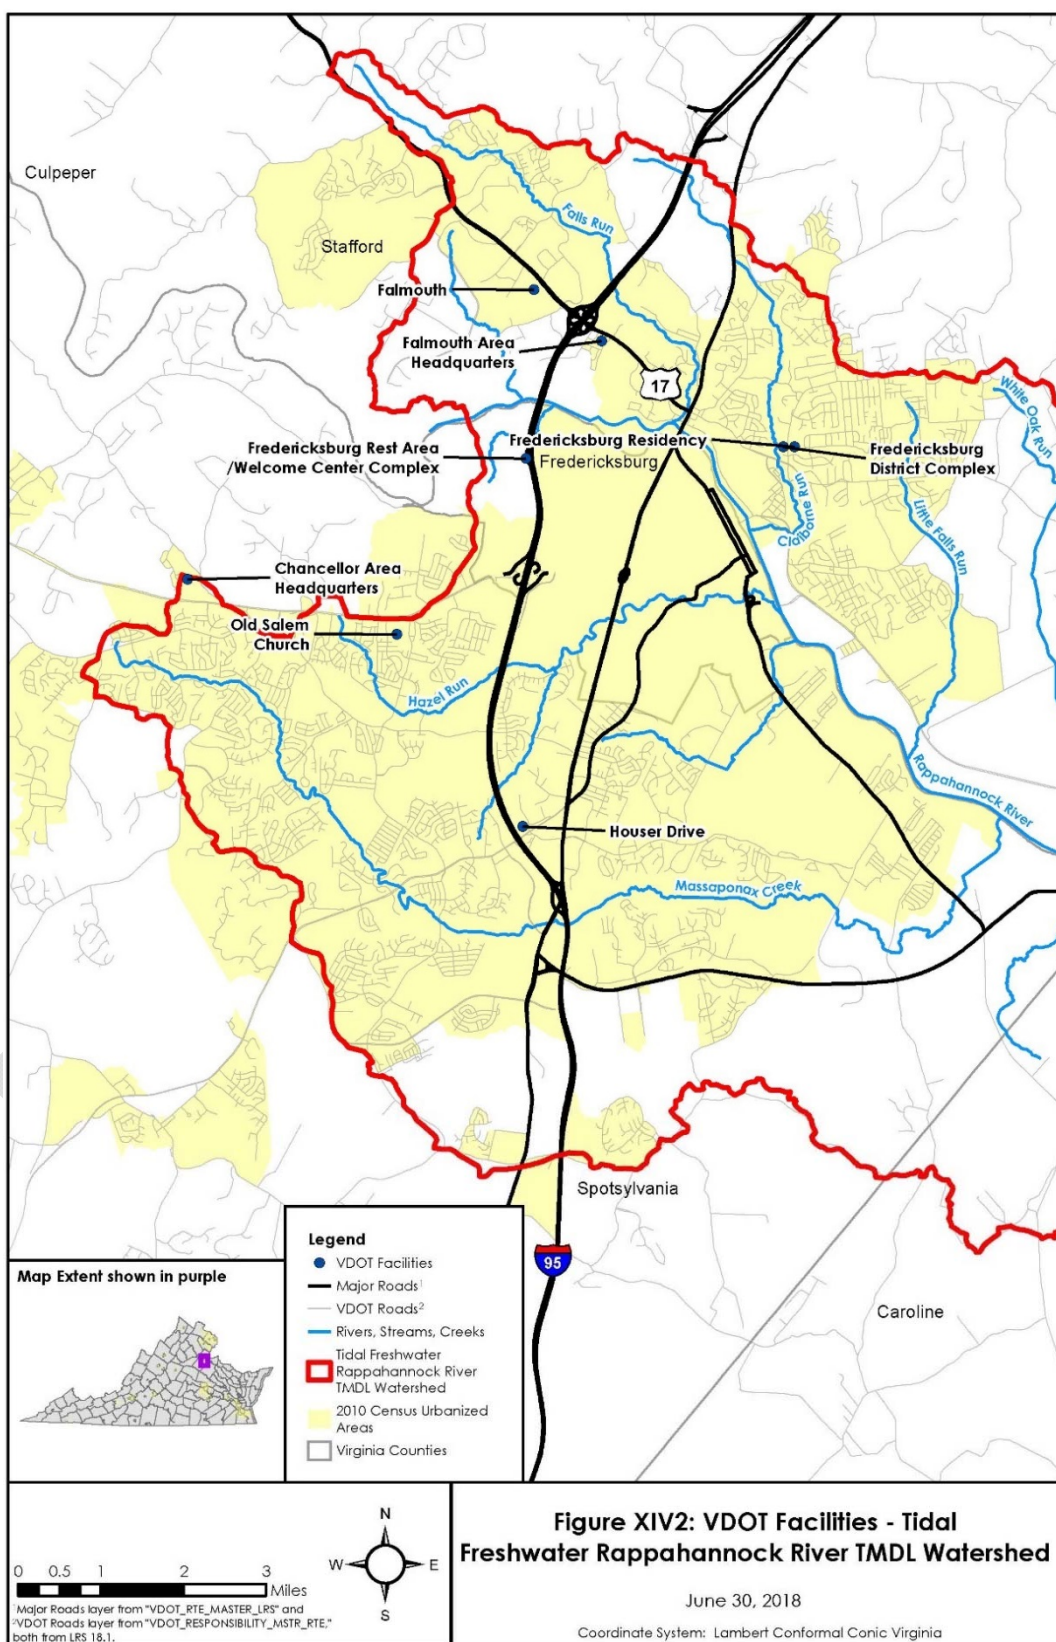 Culpeper
Stafford
Falls Run
Falmouth
Falmouth Area
Headquarters
17
White Oak Run
Fredericksburg Rest Area
/Welcome Center Complex
Fredericksburg Residency
Fredericksburg
Fredericksburg
District Complex
Claiborne Run
Little Falls Run
Chancellor Area
Headquarters
Old Salem
Church
Hazel Run
Rappahannock River
Houser Drive
Massaponax Creek
Spotsylvania
95
Caroline
Legend
VDOT Facilities
Major Roads¹
VDOT Roads²
Rivers, Streams, Creeks
Tidal Freshwater
Rappahannock River
TMDL Watershed
2010 Census Urbanized
Areas
Virginia Counties
Map Extent shown in purple
0 0.5 1 2 3
Miles
N
W E
S
¹Major Roads layer from "VDOT_RTE_MASTER_LRS" and
²VDOT Roads layer from "VDOT_RESPONSIBILITY_MSTR_RTE,"
both from LRS 18.1.
Figure XIV2: VDOT Facilities - Tidal
Freshwater Rappahannock River TMDL Watershed
June 30, 2018
Coordinate System: Lambert Conformal Conic Virginia